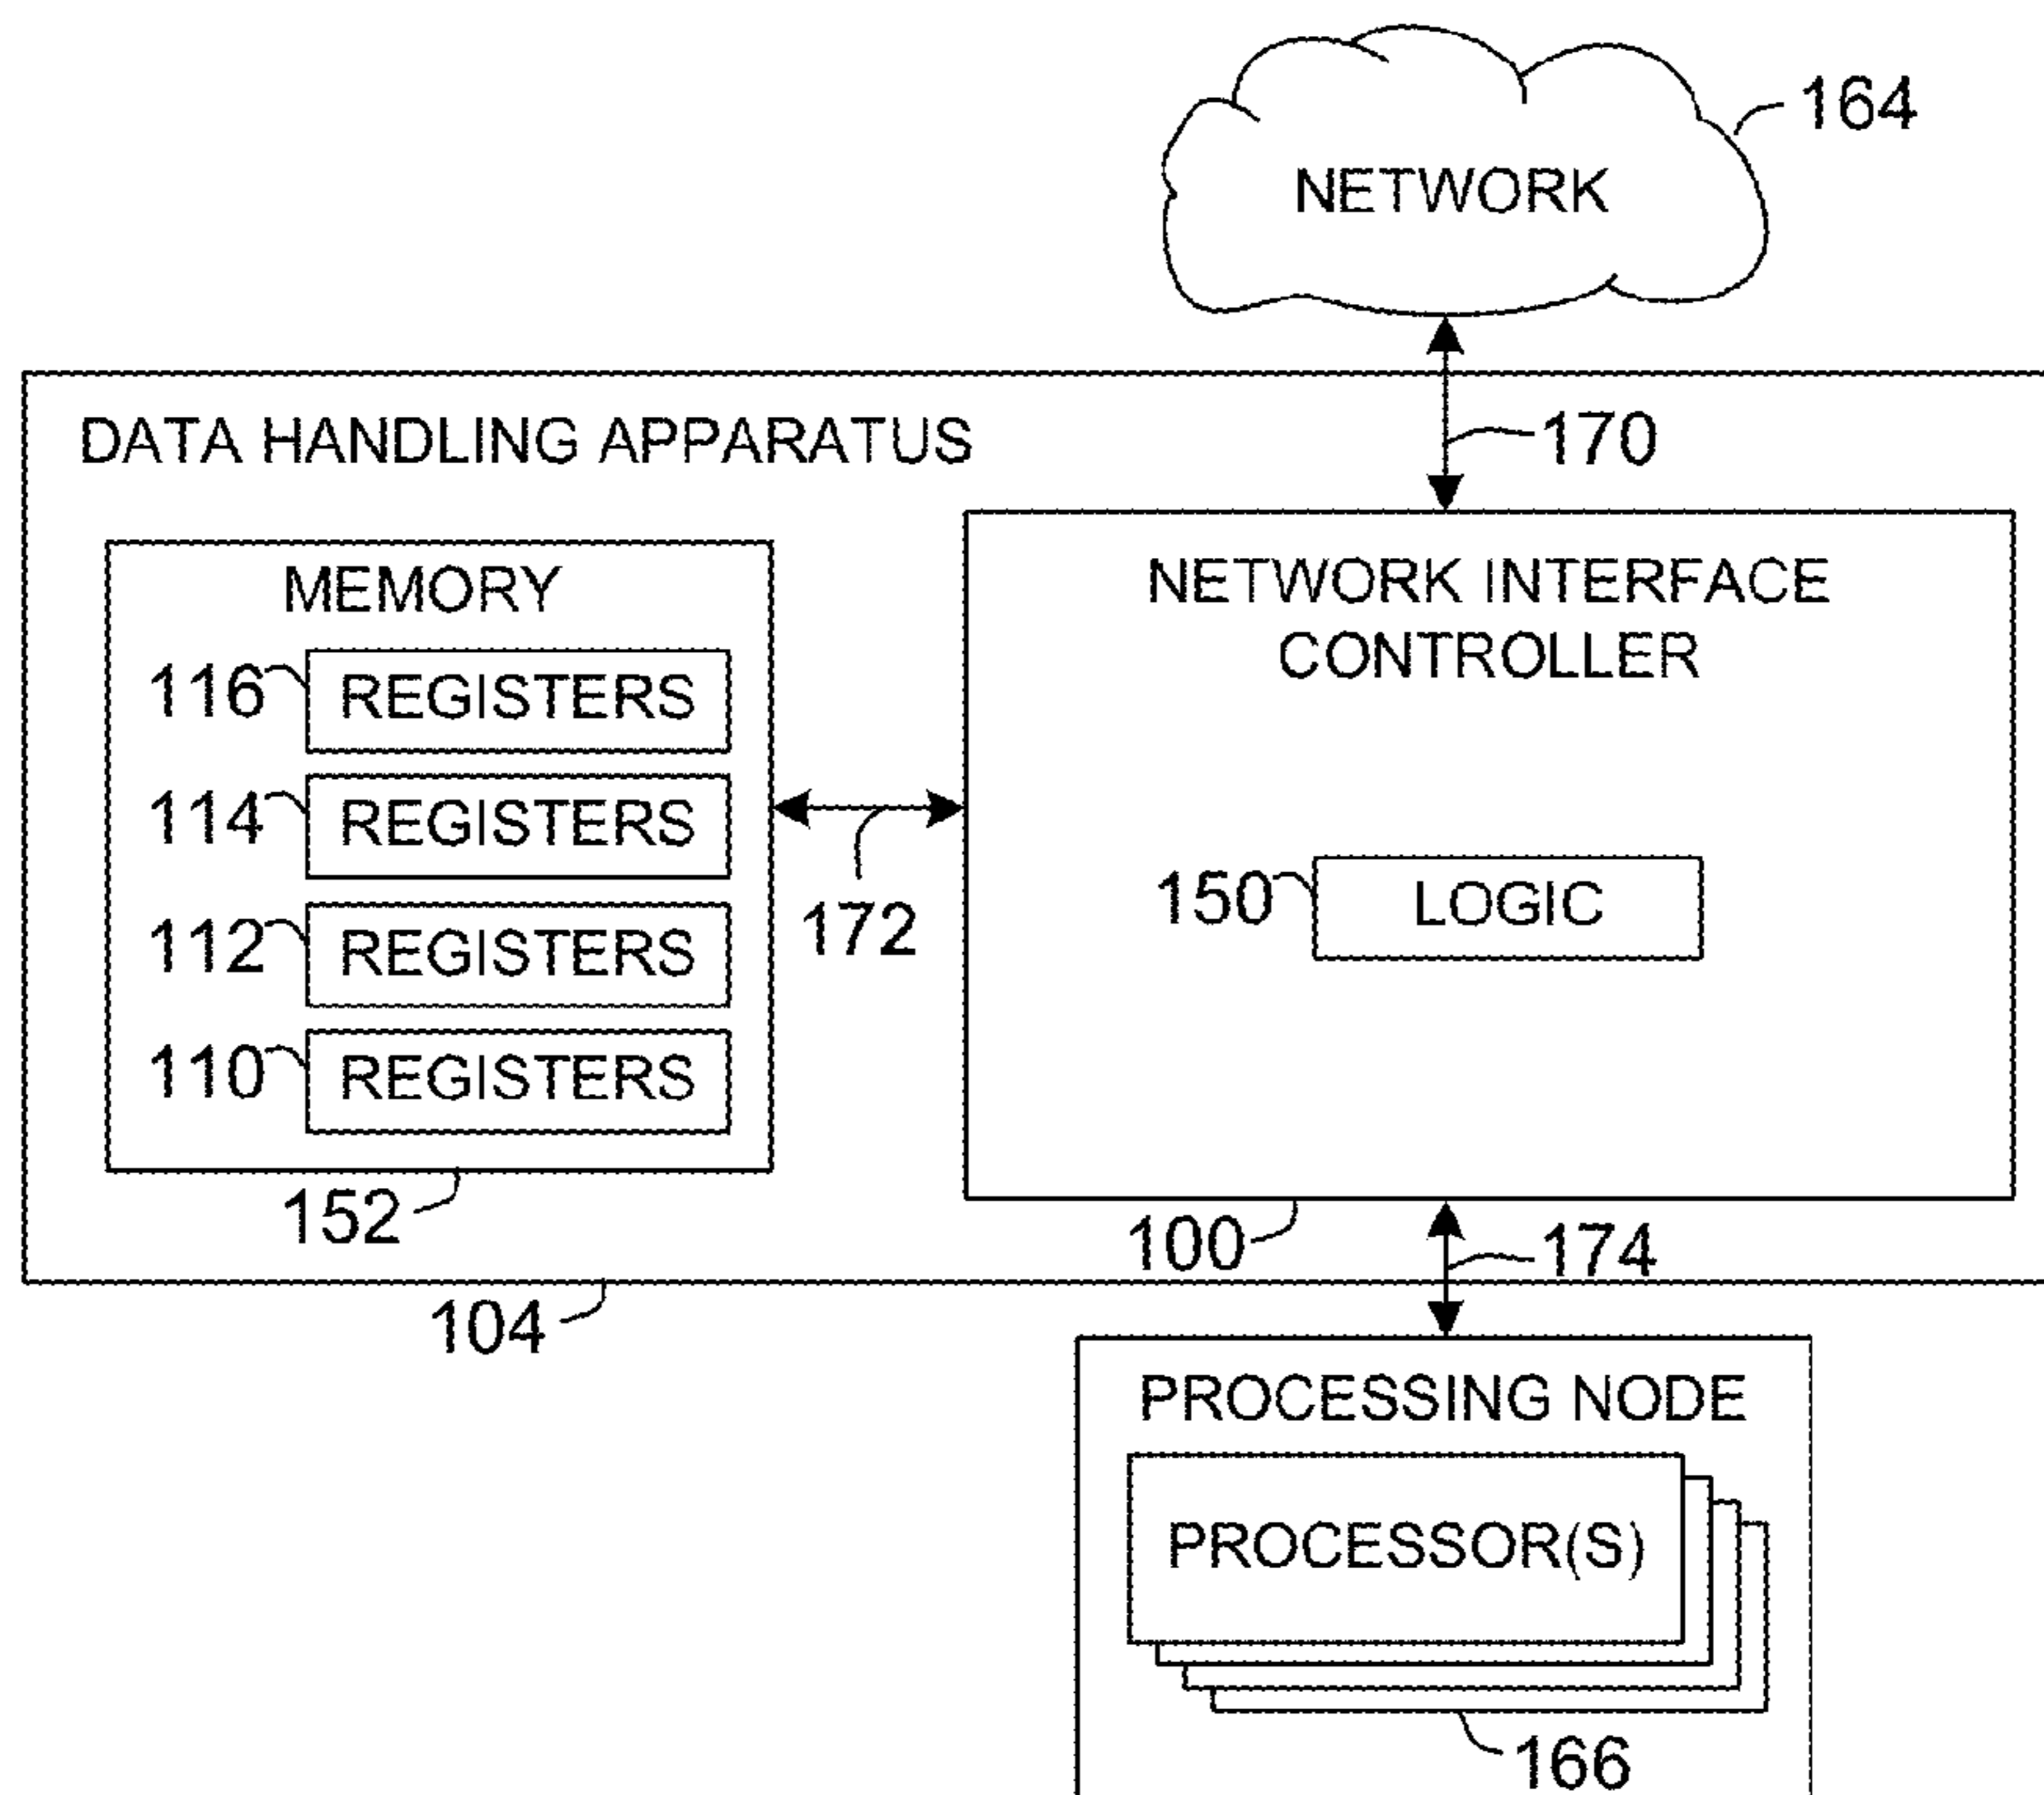 164
NETWORK
DATA HANDLING APPARATUS
170
MEMORY
116 REGISTERS
114 REGISTERS
112 REGISTERS
110 REGISTERS
172
NETWORK INTERFACE
CONTROLLER
150 LOGIC
152
100
174
104
PROCESSING NODE
PROCESSOR(S)
166